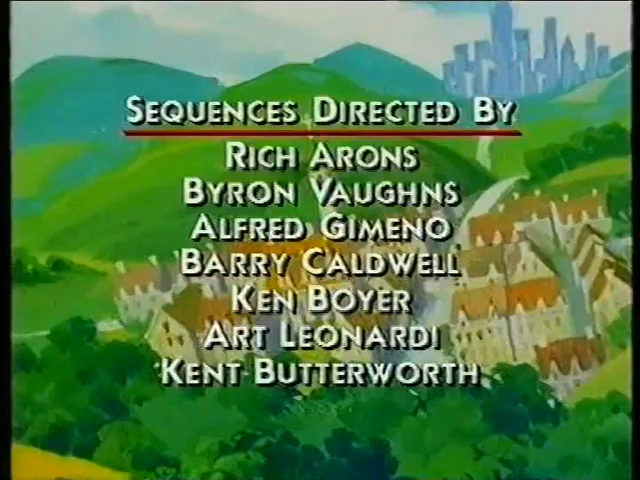 SEQUENCES DIRECTED BY
RICH ARONS
BYRON VAUGHNS
ALFRED GIMENO
BARRY CALDWELL
KEN BOYER
ART LEONARDI
KENT BUTTERWORTH